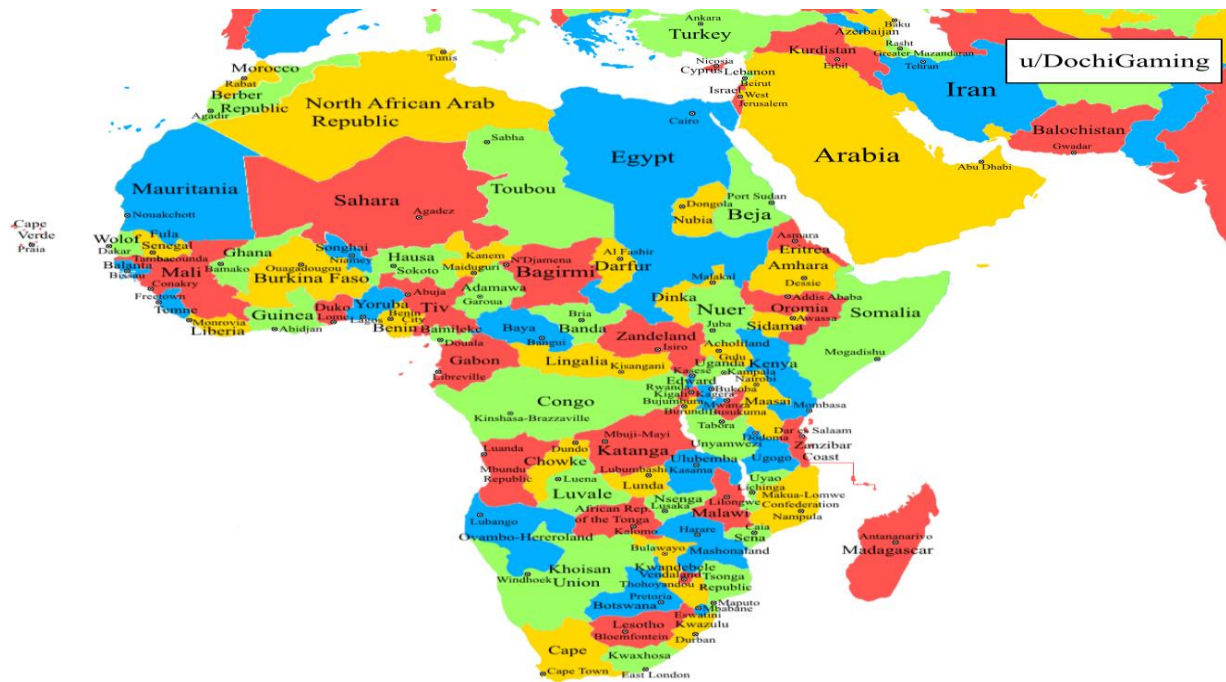 Ankara
Turkey
Baku
Azerbaijan
Rasht
Greater Mazandaran
Tehran
u/DochiGaming
Kurdistan
Erbil
Iran
Nicosia
Cyprus
Lebanon
Beirut
Israel
West
Jerusalem
Tunis
Morocco
Rabat
Berber
Republic
Agadir
North African Arab
Republic
Cairo
Egypt
Sabha
Toubou
Balochistan
Gwadar
Arabia
Abu Dhabi
Mauritania
Nouakchott
Sahara
Agadez
Port Sudan
Beja
Dongola
Nubia
Cape
Verde
Praia
Wolof
Dakar
Fula
Senegal
Tambacounda
Balanta
Bissau
Mali
Conakry
Freetown
Temne
Ghana
Bamako
Ouagadougou
Burkina Faso
Songhai
Niamey
Hausa
Sokoto
Kanem
Maiduguri
N'Djamena
Bagirmi
Al Fashir
Darfur
Asmara
Eritrea
Amhara
Dessie
Malakal
Monrovia
Liberia
Guinea
Abidjan
Duko
Lome
Yoruba
Lagos
Abuja
Tiv
Benin
City
Benin
Adamawa
Garoua
Bamileke
Douala
Baya
Bangui
Bria
Banda
Dinka
Nuer
Juba
Addis Ababa
Oromia
Awassa
Sidama
Somalia
Mogadishu
Zandeland
Isiro
Acholiland
Gulu
Uganda
Kampala
Kenya
Nairobi
Gabon
Libreville
Lingalia
Kisangani
Kasese
Edward
Rwanda
Kigali
Bukoba
Kagera
Bujumbura
Burundi
Mwanza
Husukuma
Maasai
Mombasa
Congo
Kinshasa-Brazzaville
Tabora
Unyamwezi
Dodoma
Ugogo
Dar es Salaam
Zanzibar
Coast
Luanda
Mbundu
Republic
Dundo
Chowke
Mbuji-Mayi
Katanga
Lubumbashi
Lunda
Ulubemba
Kasama
Luena
Luvale
Uyao
Lichinga
Makua-Lomwe
Confederation
Nampula
Nsenga
Lusaka
Lilongwe
Malawi
Lubango
Ovambo-Hereroland
African Rep.
of the Tonga
Kalomo
Harare
Mashonaland
Caia
Sena
Antananarivo
Madagascar
Bulawayo
Kwandebele
Vendaland
Thohoyandou
Tsonga
Republic
Windhoek
Khoisan
Union
Pretoria
Botswana
Maputo
Mbabane
Eswatini
Kwazulu
Durban
Lesotho
Bloemfontein
Cape
Cape Town
Kwaxhosa
East London